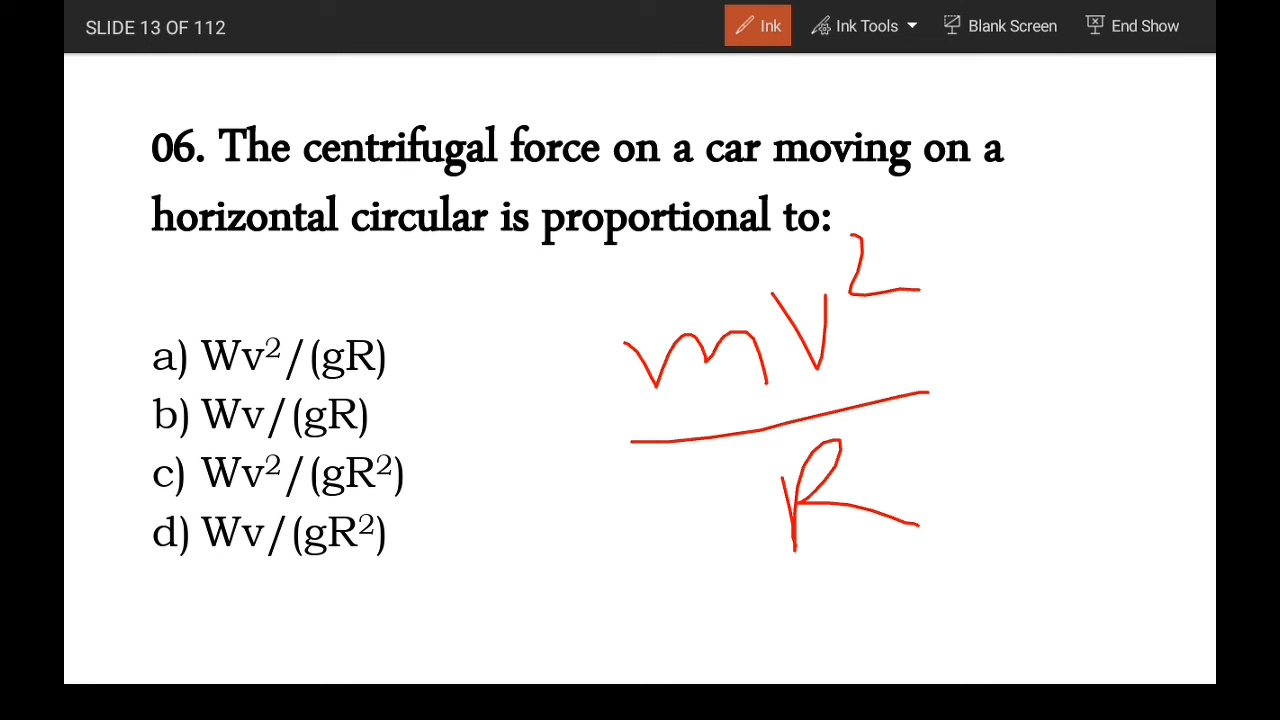 SLIDE 13 OF 112 Ink Ink Tools Blank Screen End Show
06. The centrifugal force on a car moving on a
horizontal circular is proportional to:
a) Wv²/(gR)
b) Wv/(gR)
c) Wv²/(gR²)
d) Wv/(gR²)
mv²
R